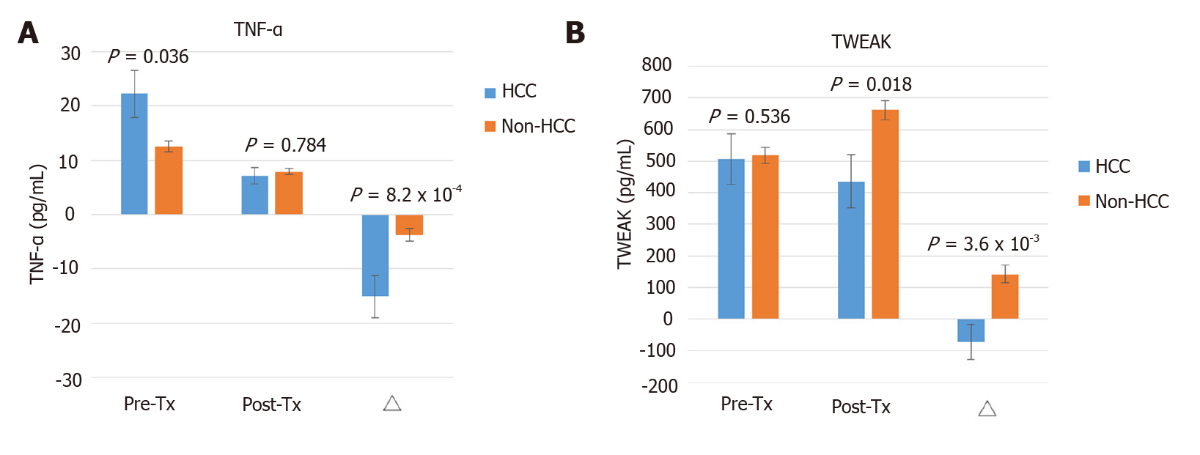 A
TNF-ɑ
30
20
10
0
-10
-20
-30
TNF-ɑ (pg/mL)
P = 0.036
P = 0.784
P = 8.2 x 10-4
Pre-Tx
Post-Tx
△
HCC
Non-HCC
B
TWEAK
800
700
600
500
400
300
200
100
0
-100
-200
TWEAK (pg/mL)
P = 0.536
P = 0.018
P = 3.6 x 10-3
Pre-Tx
Post-Tx
△
HCC
Non-HCC